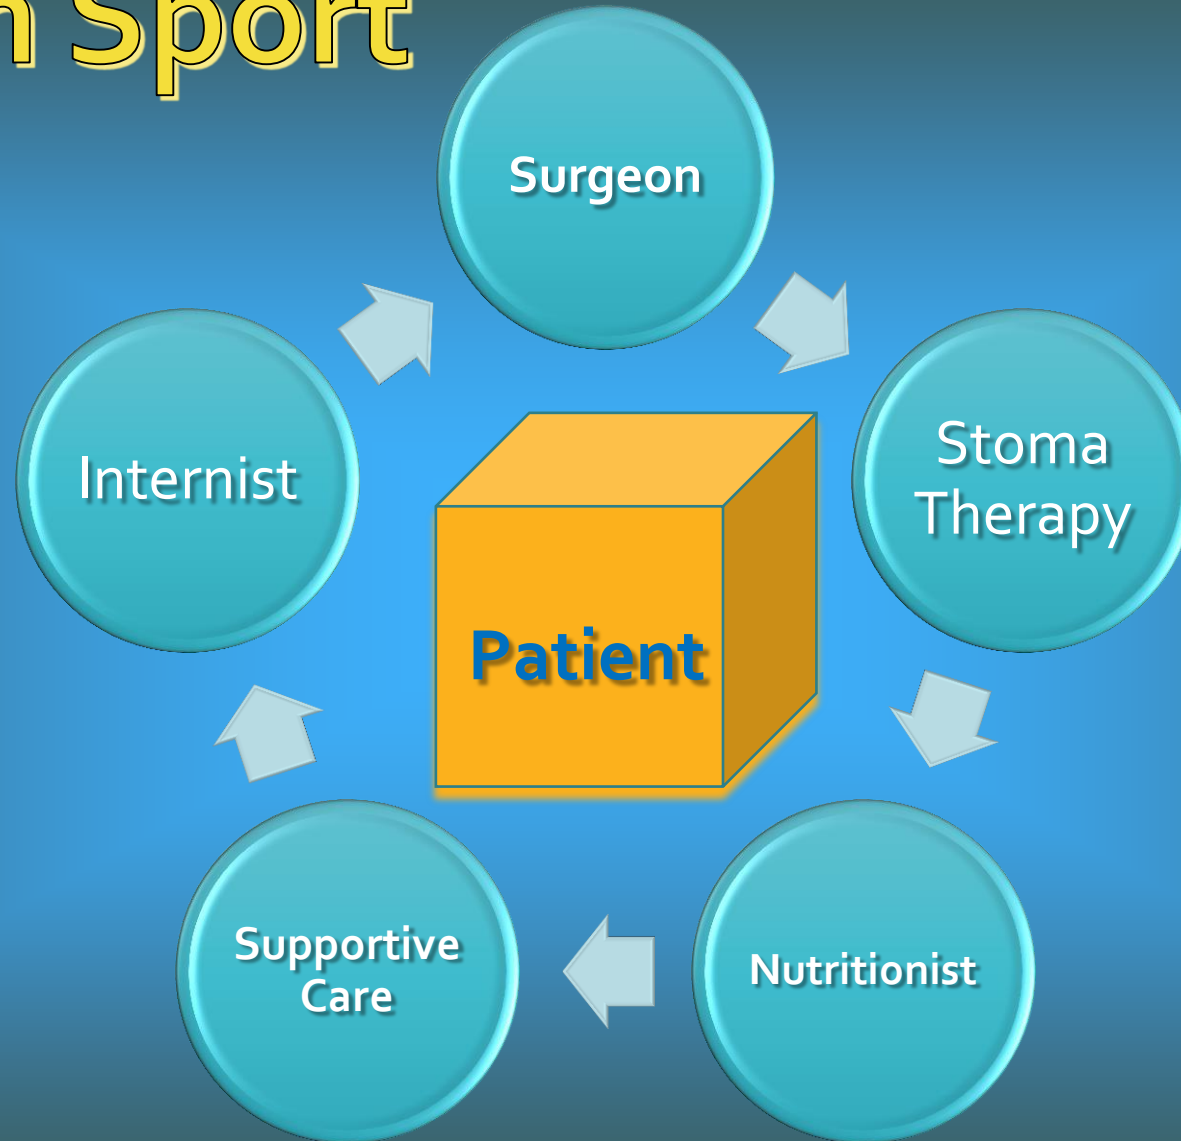 Sport
Surgeon
Internist
Stoma
Therapy
Patient
Supportive
Care
Nutritionist